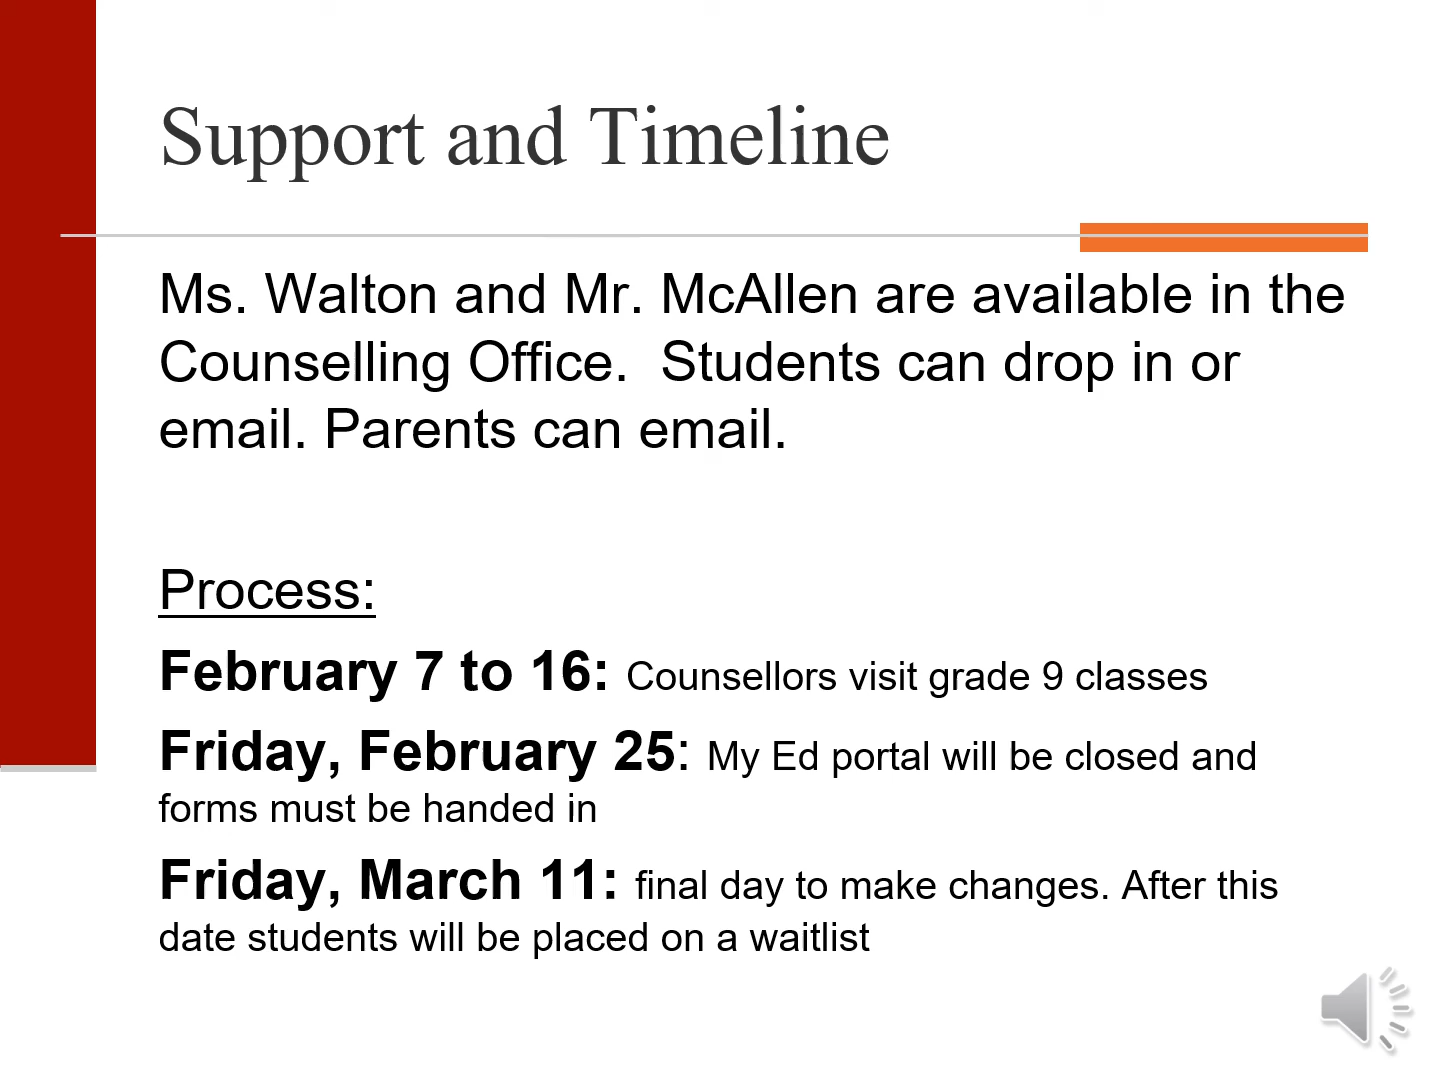 Support and Timeline
Ms. Walton and Mr. McAllen are available in the
Counselling Office.  Students can drop in or
email. Parents can email.
Process:
February 7 to 16: Counsellors visit grade 9 classes
Friday, February 25: My Ed portal will be closed and
forms must be handed in
Friday, March 11: final day to make changes. After this
date students will be placed on a waitlist